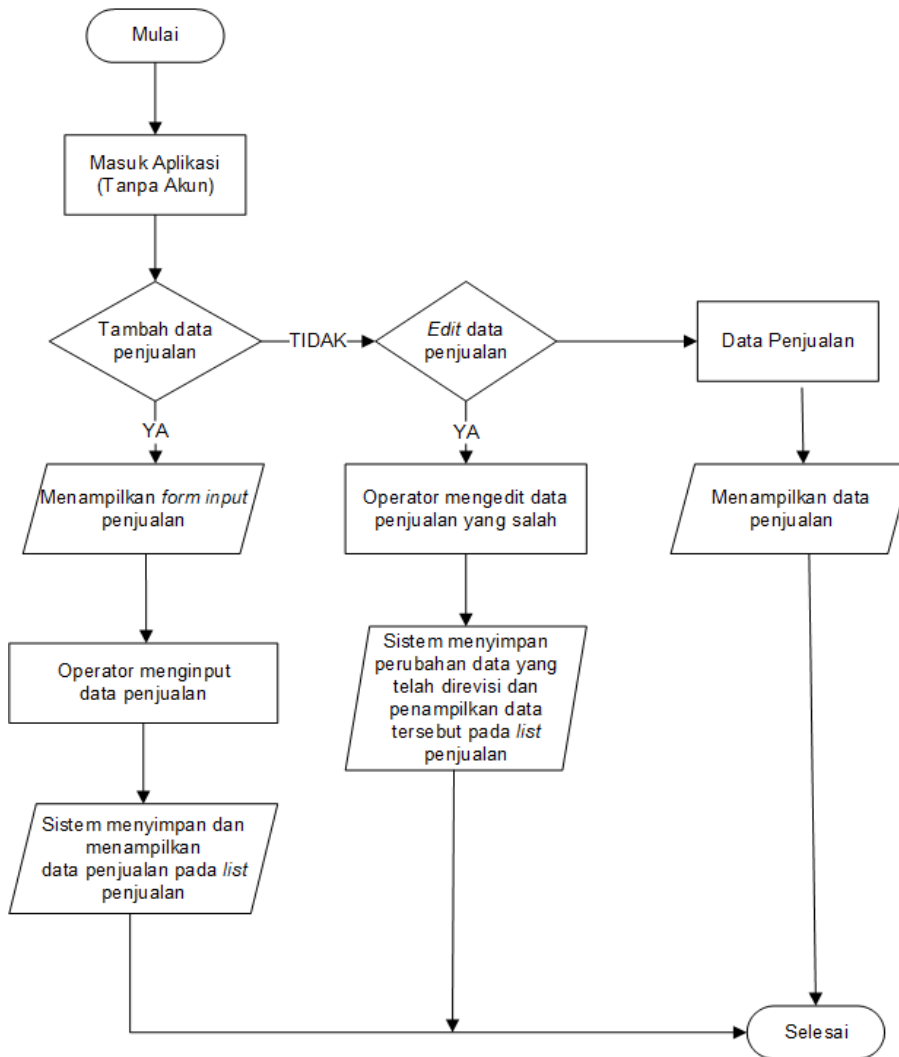 Mulai
Masuk Aplikasi
(Tanpa Akun)
Tambah data
penjualan
TIDAK
Edit data
penjualan
Data Penjualan
YA
YA
Menampilkan form input
penjualan
Operator mengedit data
penjualan yang salah
Menampilkan data
penjualan
Operator menginput
data penjualan
Sistem menyimpan
perubahan data yang
telah direvisi dan
penampilkan data
tersebut pada list
penjualan
Sistem menyimpan dan
menampilkan
data penjualan pada list
penjualan
Selesai